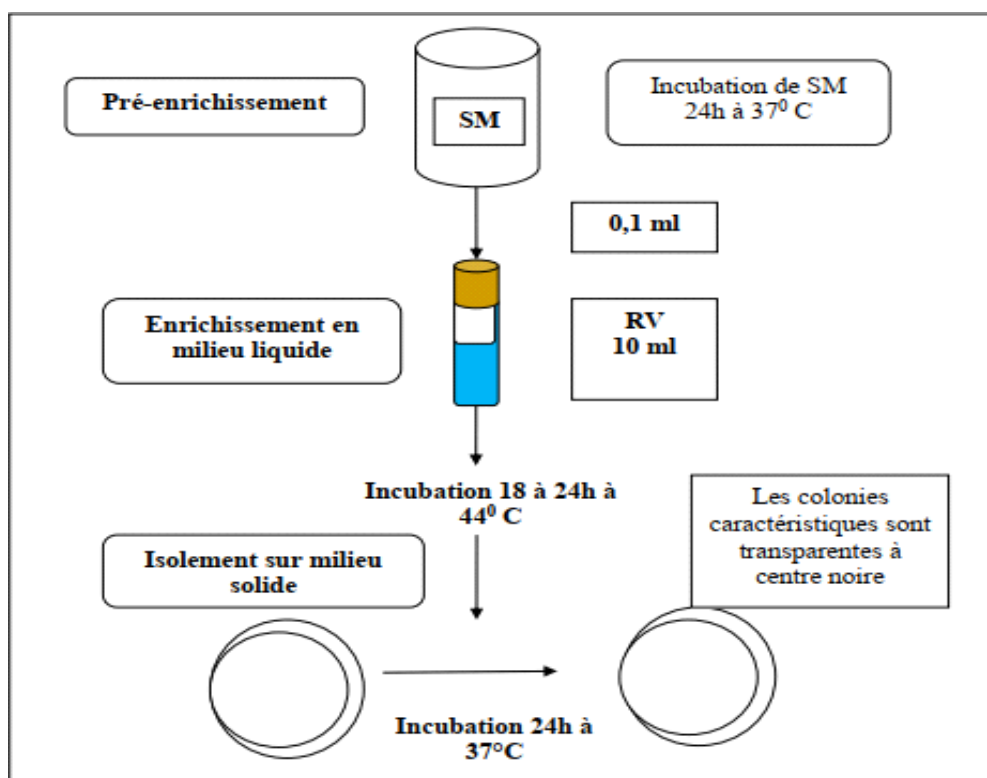 Pré-enrichissement
SM
Incubation de SM
24h à 37⁰ C
0,1 ml
Enrichissement en
milieu liquide
RV
10 ml
Incubation 18 à 24h à
44⁰ C
Les colonies
caractéristiques sont
transparentes à
centre noire
Isolement sur milieu
solide
Incubation 24h à
37°C